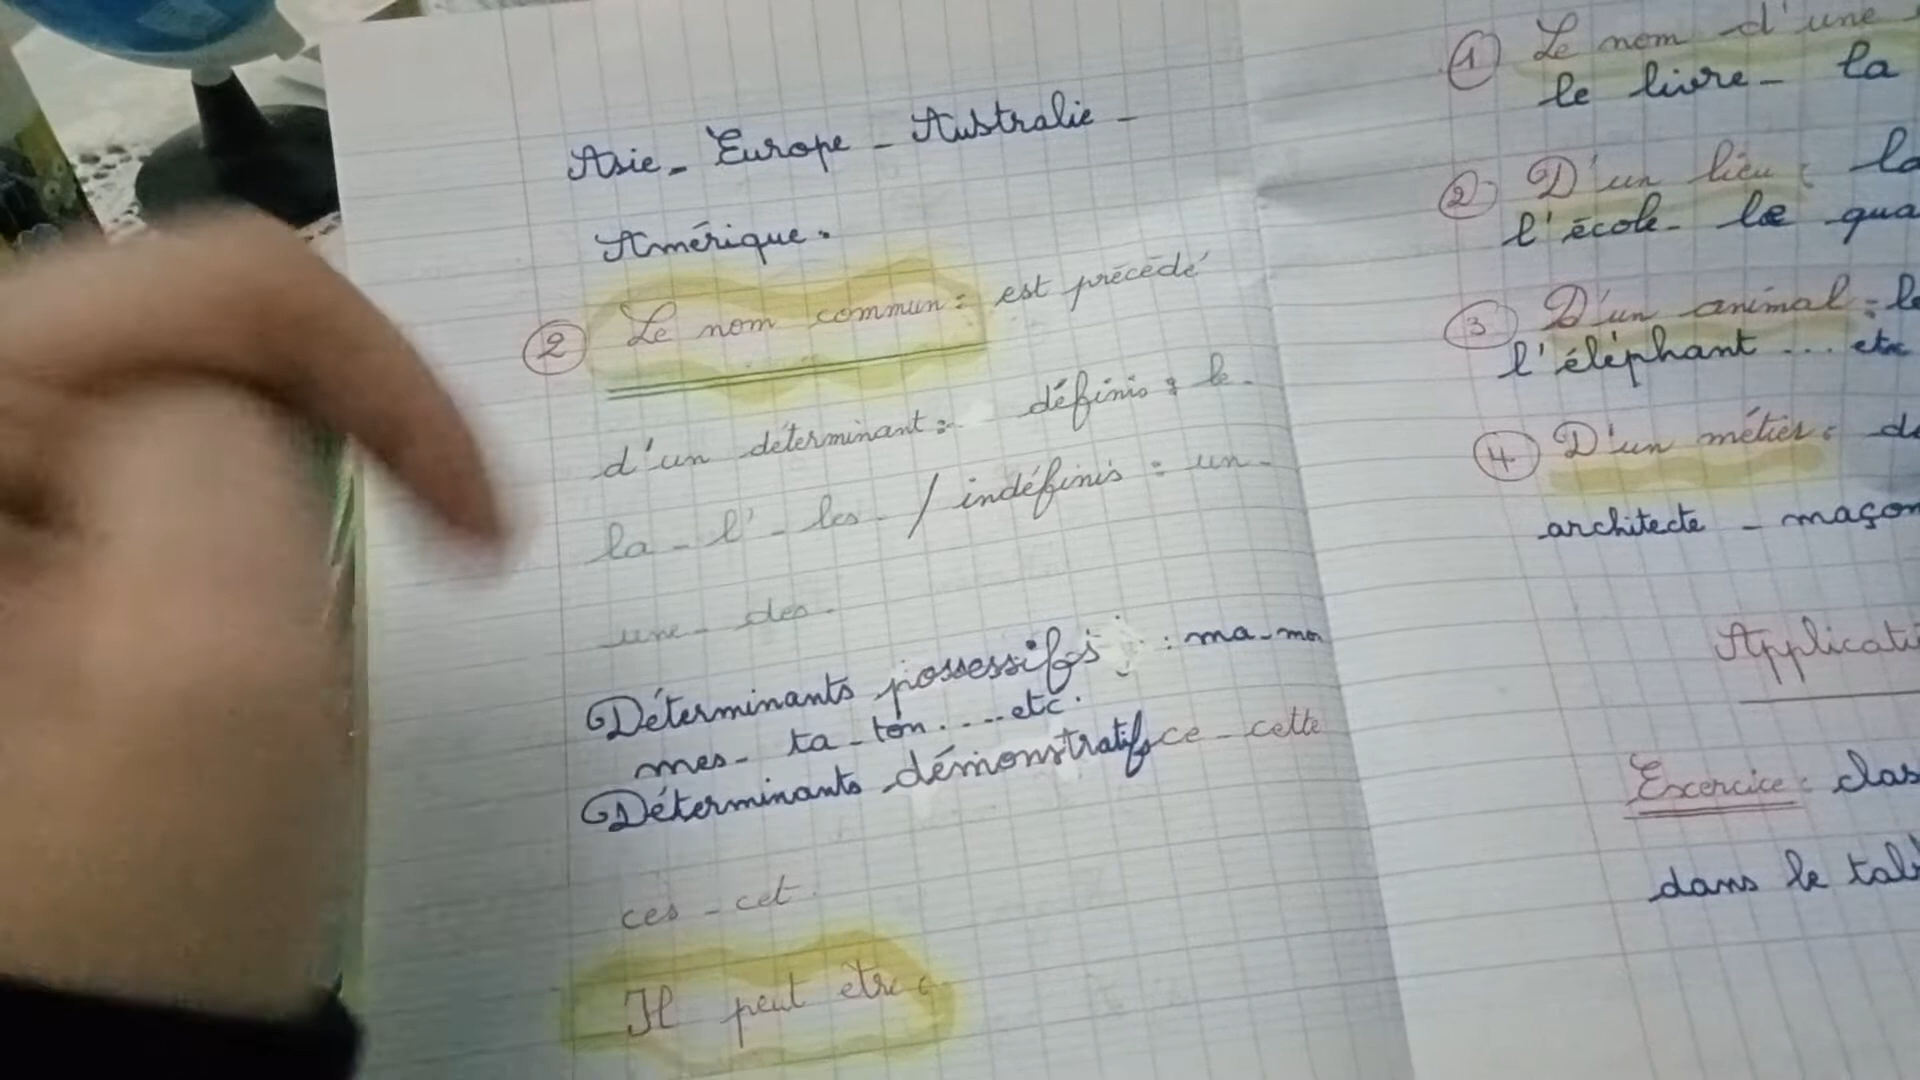 Asie - Europe - Australie -
Amérique.
② Le nom commun : est précédé
d'un déterminant : définis : le -
la - l' - les - / indéfinis : un -
une - des -
Déterminants possessifs : ma - mon
mes - ta - ton .... etc.
Déterminants démonstratifs ce - cette
ces - cet.
Il peut être :
① Le nom d'une
le livre - la
② D'un lieu : la
l'école - le qua
③ D'un animal : le
l'éléphant ... etc
④ D'un métier : do
architecte - maçon
Applicati
Excercice : clas
dans le tab